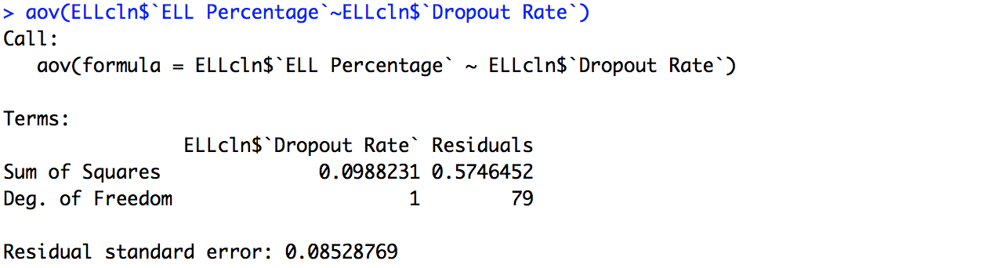 > aov(ELLcln$`ELL Percentage`~ELLcln$`Dropout Rate`)
Call:
   aov(formula = ELLcln$`ELL Percentage` ~ ELLcln$`Dropout Rate`)

Terms:
                ELLcln$`Dropout Rate` Residuals
Sum of Squares              0.0988231 0.5746452
Deg. of Freedom                     1        79

Residual standard error: 0.08528769